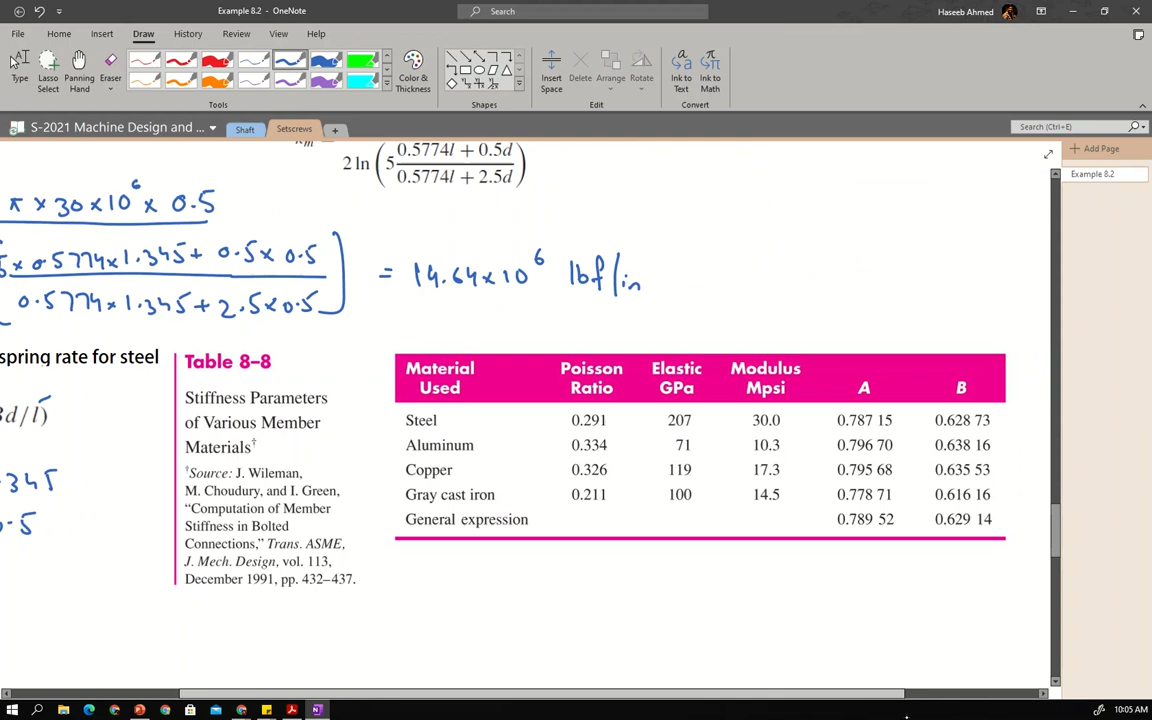 Example 8.2 - OneNote
Search
Haseeb Ahmed
File Home Insert Draw History Review View Help
Type
Lasso Select
Panning Hand
Eraser
Color & Thickness
Insert Space
Delete
Arrange
Rotate
Ink to Text
Ink to Math
Tools
Shapes
Edit
Convert
S-2021 Machine Design and ...
Shaft
Setscrews
Search (Ctrl+E)
Add Page
Example 8.2
2 ln ( 5 0.5774l + 0.5d / 0.5774l + 2.5d )
π × 30 × 10⁶ × 0.5
5 × 0.5774 × 1.345 + 0.5 × 0.5
0.5774 × 1.345 + 2.5 × 0.5
= 14.64 × 10⁶ lbf/in
spring rate for steel
d/l)
.345
0.5
Table 8–8
Stiffness Parameters
of Various Member
Materials†
†Source: J. Wileman,
M. Choudury, and I. Green,
“Computation of Member
Stiffness in Bolted
Connections,” Trans. ASME,
J. Mech. Design, vol. 113,
December 1991, pp. 432–437.
Material Used Poisson Ratio Elastic GPa Modulus Mpsi A B
Steel 0.291 207 30.0 0.787 15 0.628 73
Aluminum 0.334 71 10.3 0.796 70 0.638 16
Copper 0.326 119 17.3 0.795 68 0.635 53
Gray cast iron 0.211 100 14.5 0.778 71 0.616 16
General expression 0.789 52 0.629 14
10:05 AM